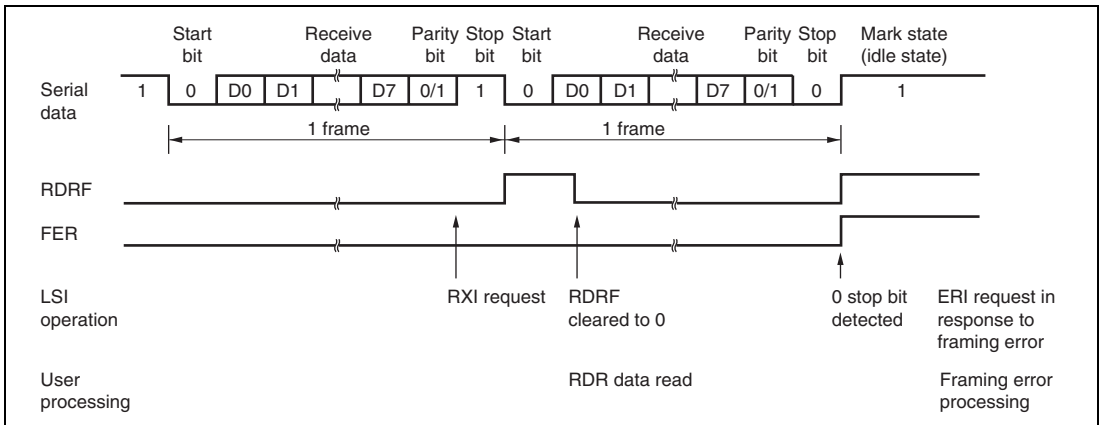 Start Receive Parity Stop Start Receive Parity Stop Mark state
bit data bit bit bit data bit bit (idle state)
Serial 1 0 D0 D1 D7 0/1 1 0 D0 D1 D7 0/1 0 1
data
1 frame 1 frame
RDRF
FER
LSI RXI request RDRF 0 stop bit ERI request in
operation cleared to 0 detected response to
framing error
User RDR data read Framing error
processing processing